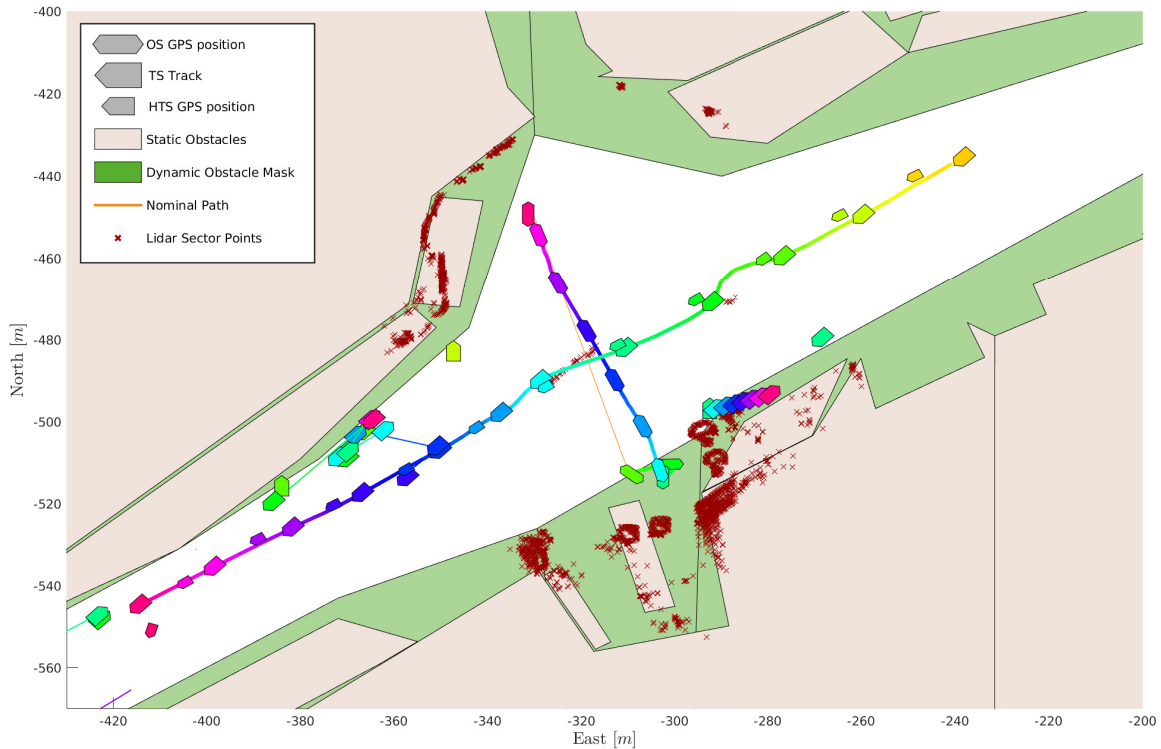 OS GPS position
TS Track
HTS GPS position
Static Obstacles
Dynamic Obstacle Mask
Nominal Path
Lidar Sector Points
North [m]
-400
-420
-440
-460
-480
-500
-520
-540
-560
-420
-400
-380
-360
-340
-320
-300
-280
-260
-240
-220
-200
East [m]